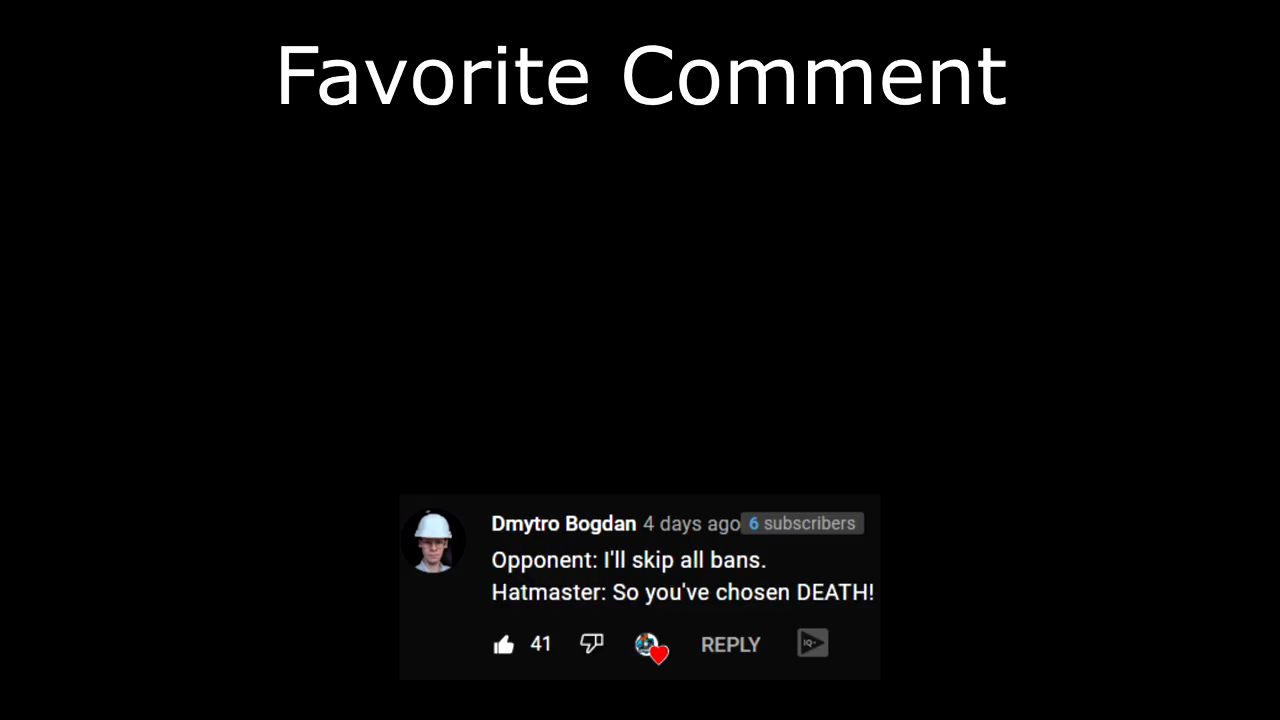 Favorite Comment
Dmytro Bogdan 4 days ago 6 subscribers
Opponent: I'll skip all bans.
Hatmaster: So you've chosen DEATH!
41 REPLY IQ